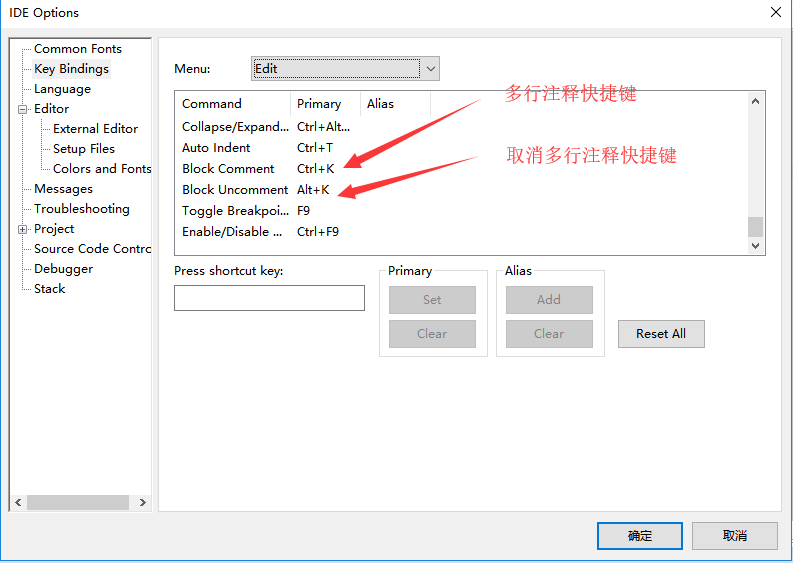 IDE Options
Common Fonts
Key Bindings
Language
Editor
External Editor
Setup Files
Colors and Fonts
Messages
Troubleshooting
Project
Source Code Contro
Debugger
Stack
Menu: Edit
Command Primary Alias
Collapse/Expand... Ctrl+Alt...
Auto Indent Ctrl+T
Block Comment Ctrl+K
Block Uncomment Alt+K
Toggle Breakpoi... F9
Enable/Disable ... Ctrl+F9
多行注释快捷键
取消多行注释快捷键
Press shortcut key:
Primary
Set
Clear
Alias
Add
Clear
Reset All
确定
取消